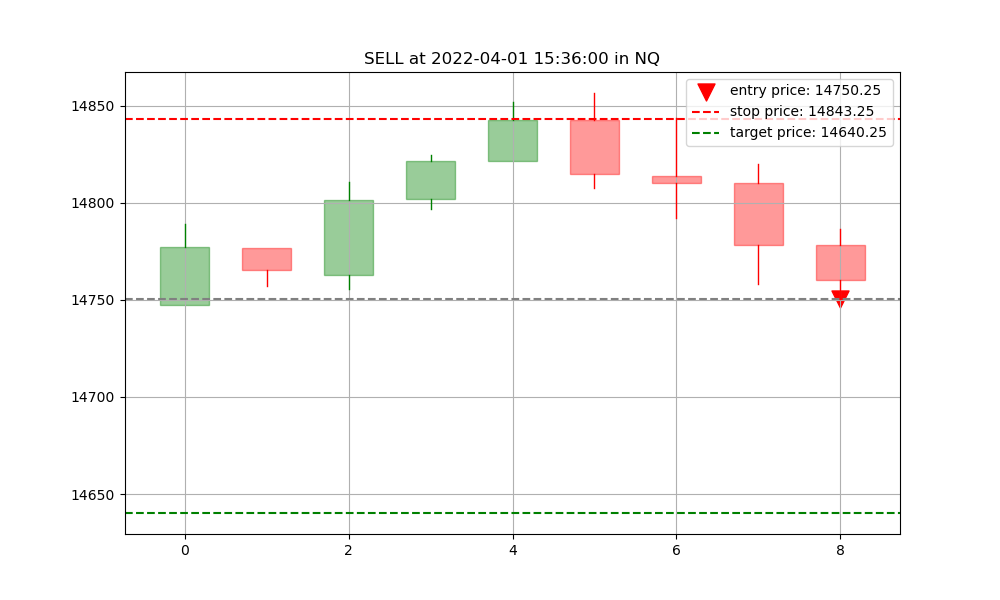 SELL at 2022-04-01 15:36:00 in NQ
entry price: 14750.25
stop price: 14843.25
target price: 14640.25
14850
14800
14750
14700
14650
0 2 4 6 8